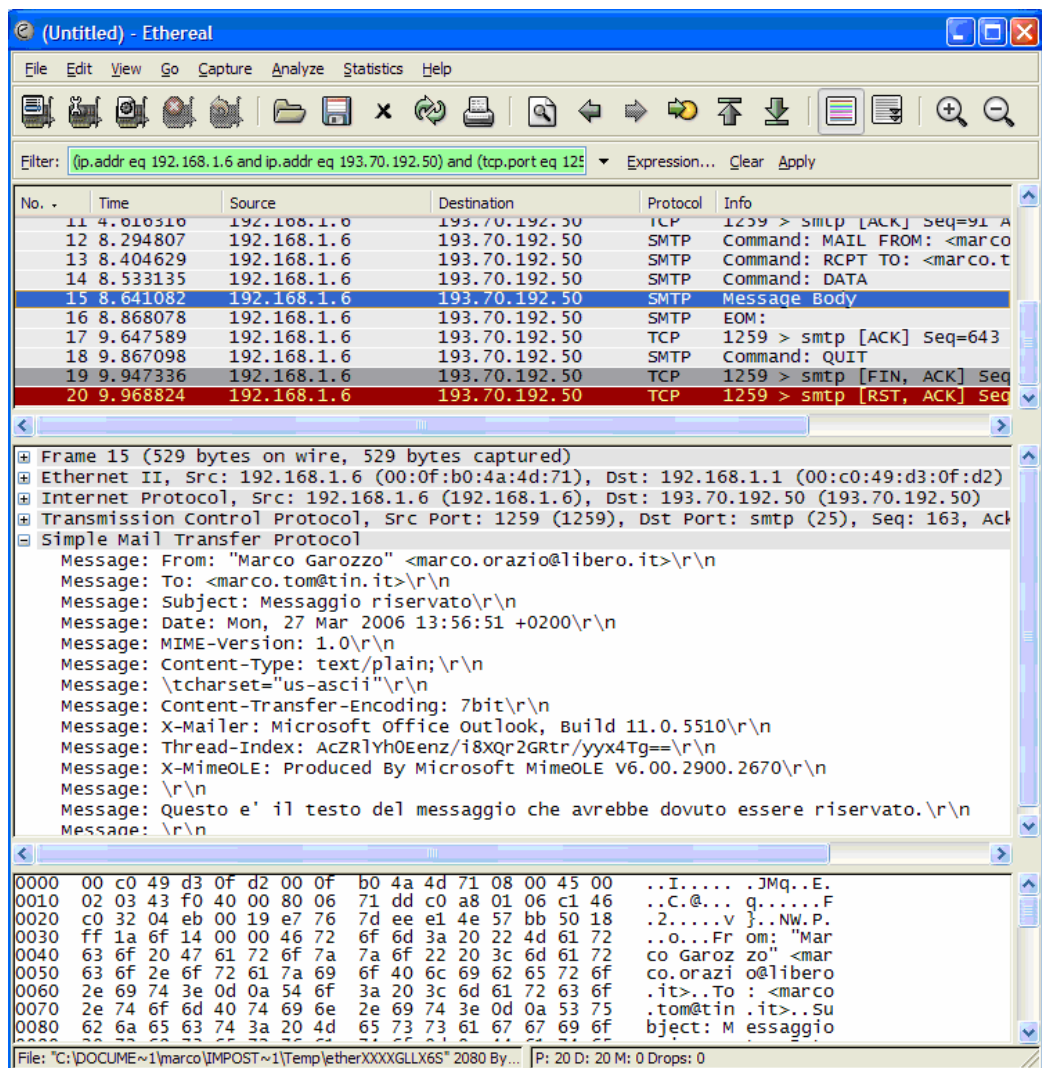 (Untitled) - Ethereal
File Edit View Go Capture Analyze Statistics Help
Filter: (ip.addr eq 192.168.1.6 and ip.addr eq 193.70.192.50) and (tcp.port eq 125 Expression... Clear Apply
No. Time Source Destination Protocol Info
11 4.616316 192.168.1.6 193.70.192.50 TCP 1259 > smtp [ACK] Seq=91 A
12 8.294807 192.168.1.6 193.70.192.50 SMTP Command: MAIL FROM: <marco
13 8.404629 192.168.1.6 193.70.192.50 SMTP Command: RCPT TO: <marco.t
14 8.533135 192.168.1.6 193.70.192.50 SMTP Command: DATA
15 8.641082 192.168.1.6 193.70.192.50 SMTP Message Body
16 8.868078 192.168.1.6 193.70.192.50 SMTP EOM:
17 9.647589 192.168.1.6 193.70.192.50 TCP 1259 > smtp [ACK] Seq=643
18 9.867098 192.168.1.6 193.70.192.50 SMTP Command: QUIT
19 9.947336 192.168.1.6 193.70.192.50 TCP 1259 > smtp [FIN, ACK] Seq
20 9.968824 192.168.1.6 193.70.192.50 TCP 1259 > smtp [RST, ACK] Seq
Frame 15 (529 bytes on wire, 529 bytes captured)
Ethernet II, Src: 192.168.1.6 (00:0f:b0:4a:4d:71), Dst: 192.168.1.1 (00:c0:49:d3:0f:d2)
Internet Protocol, Src: 192.168.1.6 (192.168.1.6), Dst: 193.70.192.50 (193.70.192.50)
Transmission Control Protocol, Src Port: 1259 (1259), Dst Port: smtp (25), Seq: 163, Ack
Simple Mail Transfer Protocol
Message: From: "Marco Garozzo" <marco.orazio@libero.it>\r\n
Message: To: <marco.tom@tin.it>\r\n
Message: Subject: Messaggio riservato\r\n
Message: Date: Mon, 27 Mar 2006 13:56:51 +0200\r\n
Message: MIME-Version: 1.0\r\n
Message: Content-Type: text/plain;\r\n
Message: \tcharset="us-ascii"\r\n
Message: Content-Transfer-Encoding: 7bit\r\n
Message: X-Mailer: Microsoft Office Outlook, Build 11.0.5510\r\n
Message: Thread-Index: AcZRlYh0Eenz/i8XQr2GRtr/yyx4Tg==\r\n
Message: X-MimeOLE: Produced By Microsoft MimeOLE V6.00.2900.2670\r\n
Message: \r\n
Message: Questo e' il testo del messaggio che avrebbe dovuto essere riservato.\r\n
Message: \r\n
0000 00 c0 49 d3 0f d2 00 0f b0 4a 4d 71 08 00 45 00 ..I..... .JMq..E.
0010 02 03 43 f0 40 00 80 06 71 dd c0 a8 01 06 c1 46 ..C.@... q......F
0020 c0 32 04 eb 00 19 e7 76 7d ee e1 4e 57 bb 50 18 .2.....v }..NW.P.
0030 ff 1a 6f 14 00 00 46 72 6f 6d 3a 20 22 4d 61 72 ..o...Fr om: "Mar
0040 63 6f 20 47 61 72 6f 7a 7a 6f 22 20 3c 6d 61 72 co Garoz zo" <mar
0050 63 6f 2e 6f 72 61 7a 69 6f 40 6c 69 62 65 72 6f co.orazi o@libero
0060 2e 69 74 3e 0d 0a 54 6f 3a 20 3c 6d 61 72 63 6f .it>..To : <marco
0070 2e 74 6f 6d 40 74 69 6e 2e 69 74 3e 0d 0a 53 75 .tom@tin .it>..Su
0080 62 6a 65 63 74 3a 20 4d 65 73 73 61 67 67 69 6f bject: M essaggio
File: "C:\DOCUME~1\marco\IMPOST~1\Temp\etherXXXXGLLX6S" 2080 By... P: 20 D: 20 M: 0 Drops: 0